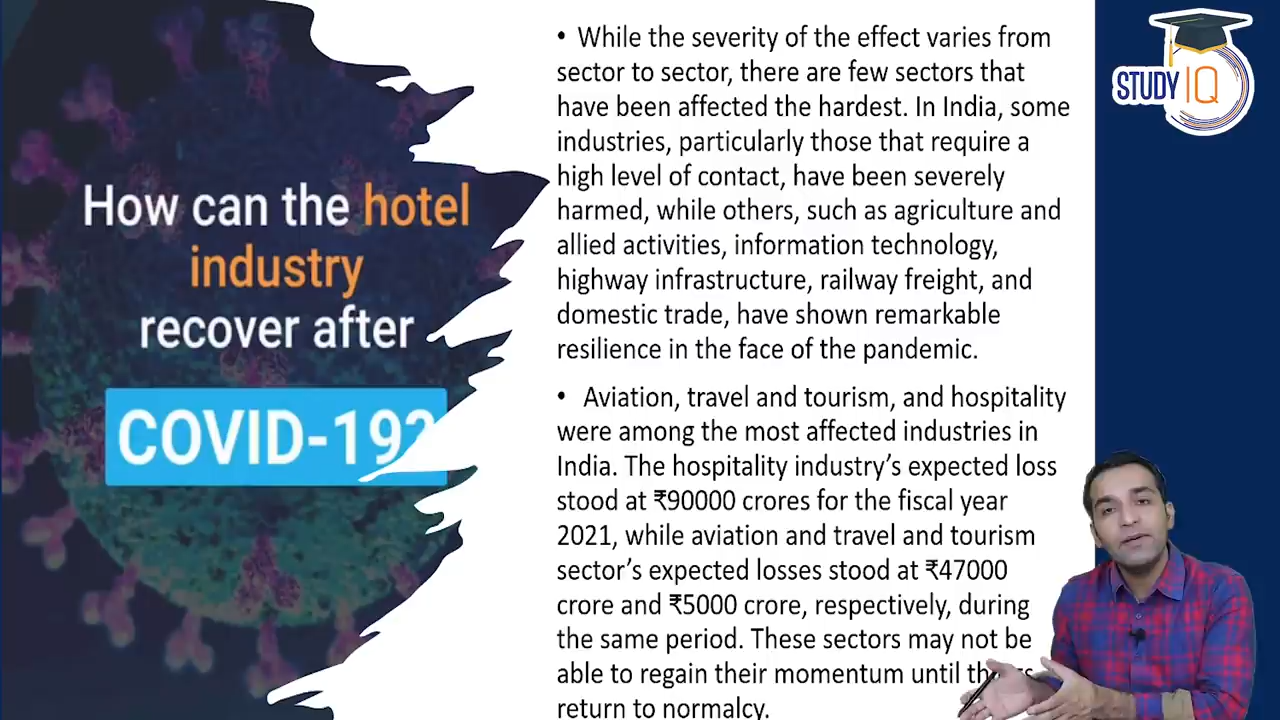 How can the hotel
industry
recover after
COVID-19?
• While the severity of the effect varies from
sector to sector, there are few sectors that
have been affected the hardest. In India, some
industries, particularly those that require a
high level of contact, have been severely
harmed, while others, such as agriculture and
allied activities, information technology,
highway infrastructure, railway freight, and
domestic trade, have shown remarkable
resilience in the face of the pandemic.
• Aviation, travel and tourism, and hospitality
were among the most affected industries in
India. The hospitality industry’s expected loss
stood at ₹90000 crores for the fiscal year
2021, while aviation and travel and tourism
sector’s expected losses stood at ₹47000
crore and ₹5000 crore, respectively, during
the same period. These sectors may not be
able to regain their momentum until
return to normalcy.
STUDY IQ